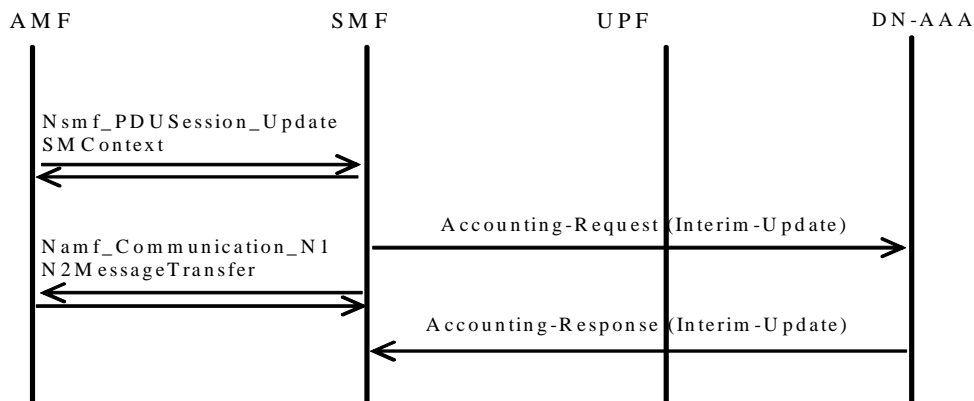 AMF SMF UPF DN-AAA
Nsmf_PDUSession_Update
SMContext
Accounting-Request (Interim-Update)
Namf_Communication_N1
N2MessageTransfer
Accounting-Response (Interim-Update)